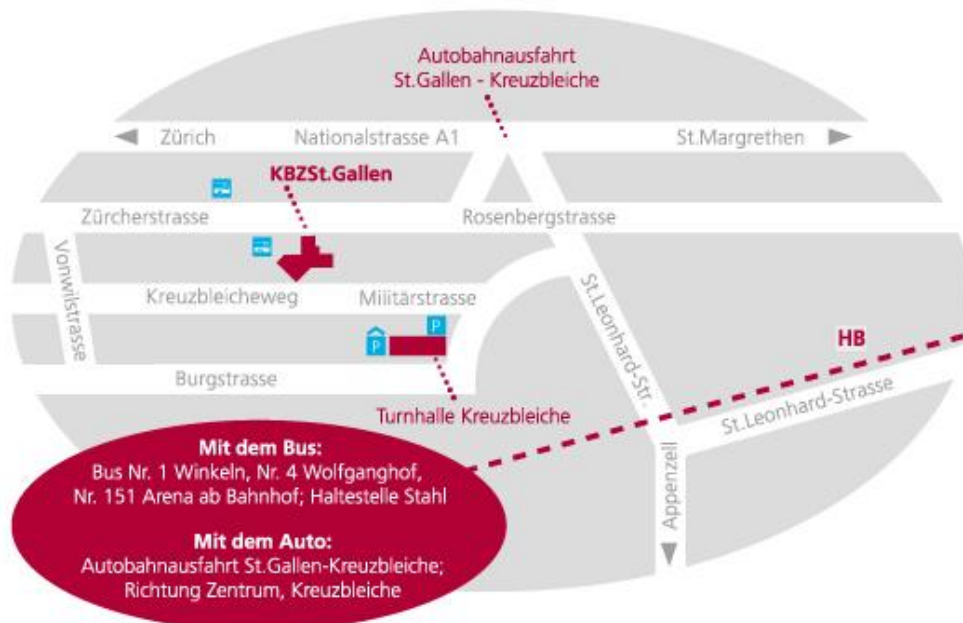 Autobahnausfahrt
St.Gallen - Kreuzbleiche
Zürich
Nationalstrasse A1
St.Margrethen
KBZSt.Gallen
Zürcherstrasse
Rosenbergstrasse
Vonwilstrasse
Kreuzbleicheweg
Militärstrasse
St.Leonhard-Str.
P
P
HB
Burgstrasse
Turnhalle Kreuzbleiche
St.Leonhard-Strasse
Appenzell
Mit dem Bus:
Bus Nr. 1 Winkeln, Nr. 4 Wolfganghof,
Nr. 151 Arena ab Bahnhof; Haltestelle Stahl
Mit dem Auto:
Autobahnausfahrt St.Gallen-Kreuzbleiche;
Richtung Zentrum, Kreuzbleiche